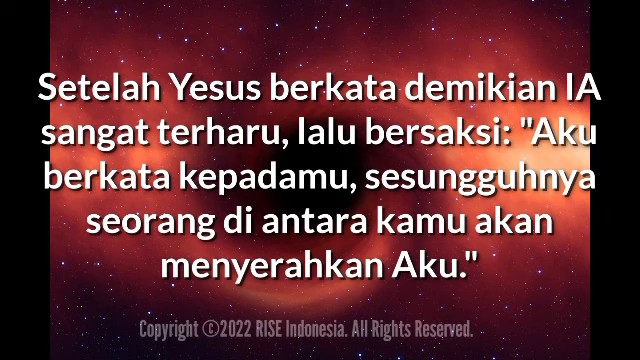 Setelah Yesus berkata demikian IA
sangat terharu, lalu bersaksi: "Aku
berkata kepadamu, sesungguhnya
seorang di antara kamu akan
menyerahkan Aku."
Copyright ©2022 RISE Indonesia. All Rights Reserved.